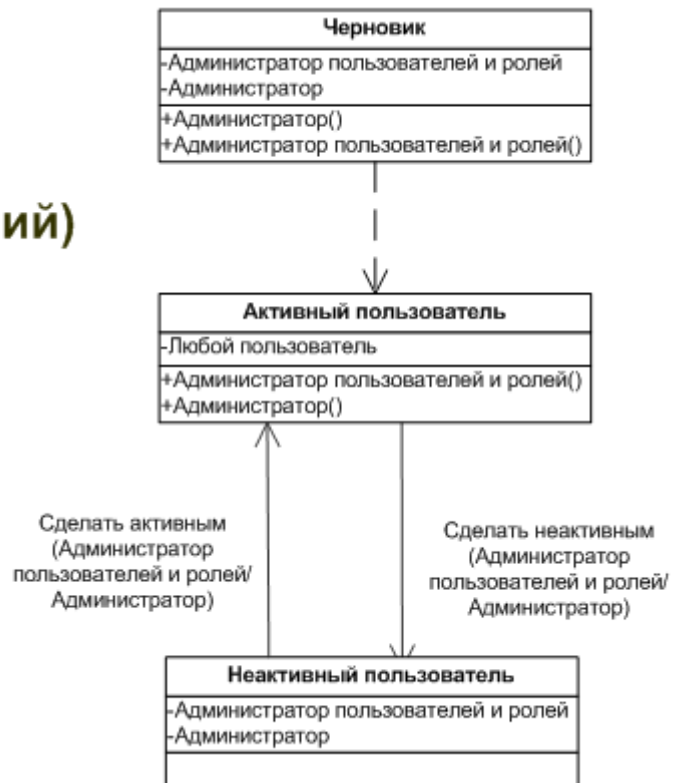 Черновик
-Администратор пользователей и ролей
-Администратор
+Администратор()
+Администратор пользователей и ролей()
ий)
Активный пользователь
-Любой пользователь
+Администратор пользователей и ролей()
+Администратор()
Сделать активным
(Администратор
пользователей и ролей/
Администратор)
Сделать неактивным
(Администратор
пользователей и ролей/
Администратор)
Неактивный пользователь
-Администратор пользователей и ролей
-Администратор